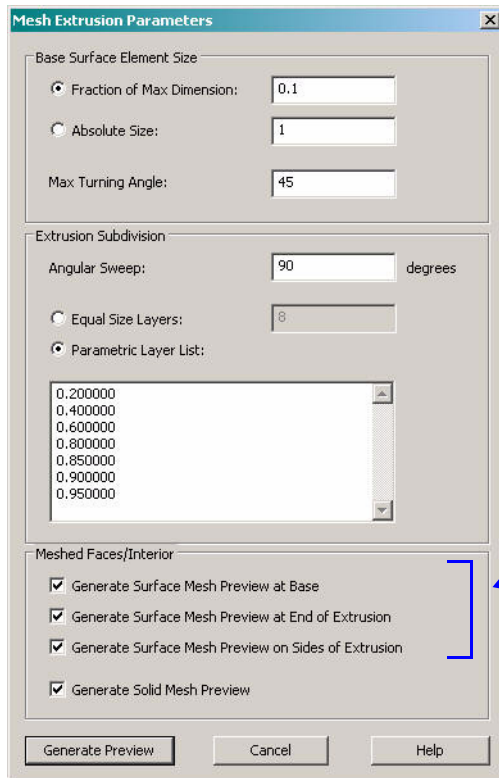 Mesh Extrusion Parameters
Base Surface Element Size
Fraction of Max Dimension: 0.1
Absolute Size: 1
Max Turning Angle: 45
Extrusion Subdivision
Angular Sweep: 90 degrees
Equal Size Layers: 8
Parametric Layer List:
0.200000
0.400000
0.600000
0.800000
0.850000
0.900000
0.950000
Meshed Faces/Interior
Generate Surface Mesh Preview at Base
Generate Surface Mesh Preview at End of Extrusion
Generate Surface Mesh Preview on Sides of Extrusion
Generate Solid Mesh Preview
Generate Preview Cancel Help